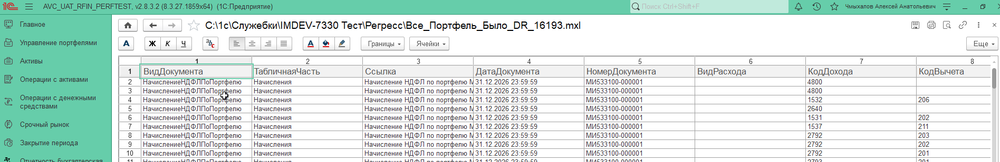 1С AVC_UAT_RFIN_PERFTEST, v2.8.3.2 (8.3.27.1859x64) (1С:Предприятие) Поиск Ctrl+Shift+F Чмыхалов Алексей Анатольевич
Главное
Управление портфелями
Активы
Операции с активами
Операции с денежными средствами
Срочный рынок
Закрытие периода
Отчетность бухгалтерская
C:\1c\Служебки\IMDEV-7330 Тест\Регресс\Все_Портфель_Было_DR_16193.mxl
А Ж К Ч abc А Границы Ячейки Еще
1 2 3 4 5 6 7 8
1 ВидДокумента ТабличнаяЧасть Ссылка ДатаДокумента НомерДокумента ВидРасхода КодДохода КодВычета
2 НачислениеНДФЛПоПортфелю Начисления Начисление НДФЛ по портфелю М 31.12.2026 23:59:59 МИ533100-000001 4800
3 НачислениеНДФЛПоПортфелю Начисления Начисление НДФЛ по портфелю М 31.12.2026 23:59:59 МИ533100-000001 4800
4 НачислениеНДФЛПоПортфелю Начисления Начисление НДФЛ по портфелю М 31.12.2026 23:59:59 МИ533100-000001 1532 206
5 НачислениеНДФЛПоПортфелю Начисления Начисление НДФЛ по портфелю М 31.12.2026 23:59:59 МИ533100-000001 2640
6 НачислениеНДФЛПоПортфелю Начисления Начисление НДФЛ по портфелю М 31.12.2026 23:59:59 МИ533100-000001 1531 202
7 НачислениеНДФЛПоПортфелю Начисления Начисление НДФЛ по портфелю М 31.12.2026 23:59:59 МИ533100-000001 1537 211
8 НачислениеНДФЛПоПортфелю Начисления Начисление НДФЛ по портфелю М 31.12.2026 23:59:59 МИ533100-000001 2792 203
9 НачислениеНДФЛПоПортфелю Начисления Начисление НДФЛ по портфелю М 31.12.2026 23:59:59 МИ533100-000001 2792 202
10 НачислениеНДФЛПоПортфелю Начисления Начисление НДФЛ по портфелю М 31.12.2026 23:59:59 МИ533100-000001 2792 201